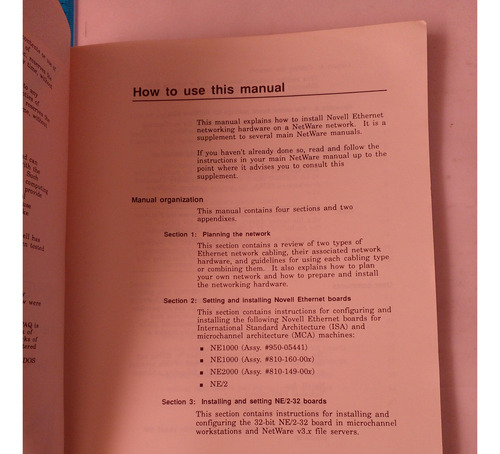 How to use this manual
This manual explains how to install Novell Ethernet
networking hardware on a NetWare network. It is a
supplement to several main NetWare manuals.
If you haven't already done so, read and follow the
instructions in your main NetWare manual up to the
point where it advises you to consult this
supplement.
Manual organization
This manual contains four sections and two
appendixes.
Section 1: Planning the network
This section contains a review of two types of
Ethernet network cabling, their associated network
hardware, and guidelines for using each cabling type
or combining them. It also explains how to plan
your own network and how to prepare and install
the networking hardware.
Section 2: Setting and installing Novell Ethernet boards
This section contains instructions for configuring and
installing the following Novell Ethernet boards for
International Standard Architecture (ISA) and
microchannel architecture (MCA) machines:
■ NE1000 (Assy. #950-05441)
■ NE1000 (Assy. #810-160-00x)
■ NE2000 (Assy. #810-149-00x)
■ NE/2
Section 3: Installing and setting NE/2-32 boards
This section contains instructions for installing and
configuring the 32-bit NE/2-32 board in microchannel
workstations and NetWare v3.x file servers.